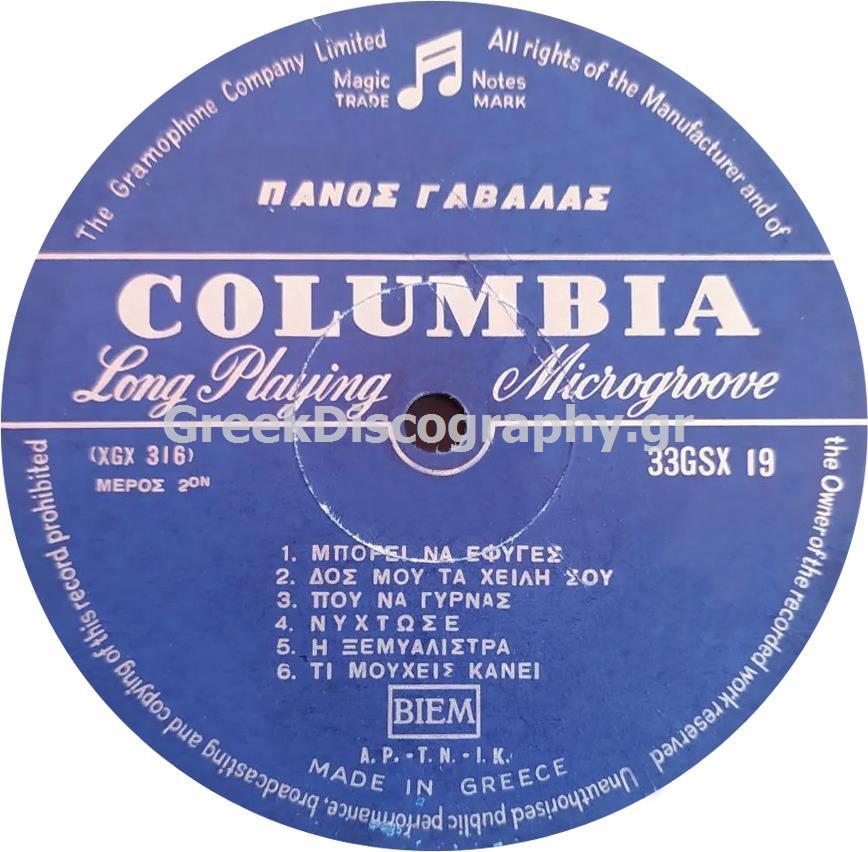 The Gramophone Company Limited
All rights of the Manufacturer and of
the Owner of the recorded work reserved
Unauthorised public performance, broadcasting and copying of this record prohibited
Magic Notes
TRADE MARK
ΠΑΝΟΣ ΓΑΒΑΛΑΣ
COLUMBIA
Long Playing Microgroove
GreekDiscography.gr
(XGX 316)
ΜΕΡΟΣ 2ΟΝ
33GSX 19
1. ΜΠΟΡΕΙ ΝΑ ΕΦΥΓΕΣ
2. ΔΟΣ ΜΟΥ ΤΑ ΧΕΙΛΗ ΣΟΥ
3. ΠΟΥ ΝΑ ΓΥΡΝΑΣ
4. ΝΥΧΤΩΣΕ
5. Η ΞΕΜΥΑΛΙΣΤΡΑ
6. ΤΙ ΜΟΥΧΕΙΣ ΚΑΝΕΙ
BIEM
Α.Ρ.-Τ.Ν.-Ι.Κ.
MADE IN GREECE